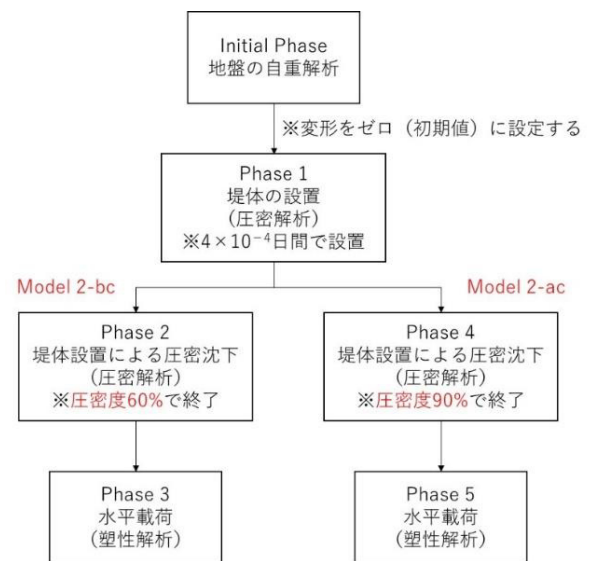 Initial Phase
地盤の自重解析
※変形をゼロ（初期値）に設定する
Phase 1
堤体の設置
(圧密解析)
※4×10⁻⁴日間で設置
Model 2-bc
Model 2-ac
Phase 2
堤体設置による圧密沈下
(圧密解析)
※圧密度60%で終了
Phase 4
堤体設置による圧密沈下
(圧密解析)
※圧密度90%で終了
Phase 3
水平載荷
(塑性解析)
Phase 5
水平載荷
(塑性解析)